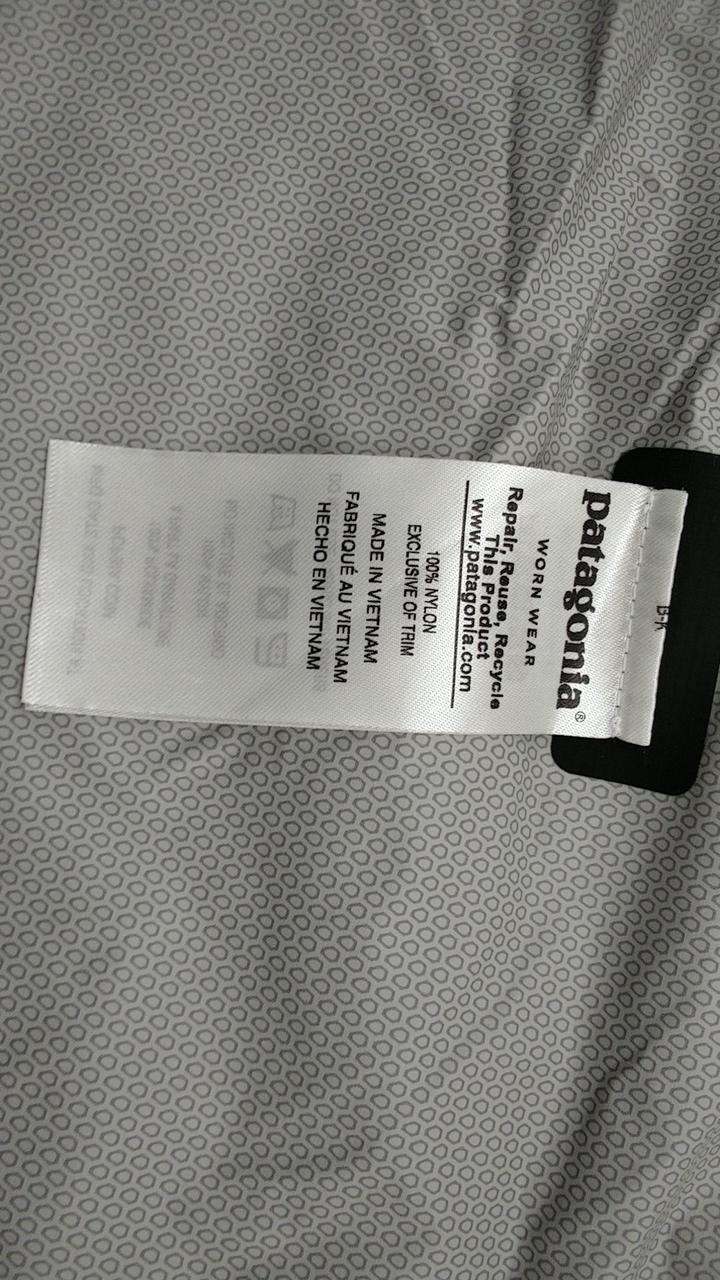 B-K
patagonia®
WORN WEAR
Repair, Reuse, Recycle
This Product
www.patagonia.com
100% NYLON
EXCLUSIVE OF TRIM
MADE IN VIETNAM
FABRIQUÉ AU VIETNAM
HECHO EN VIETNAM